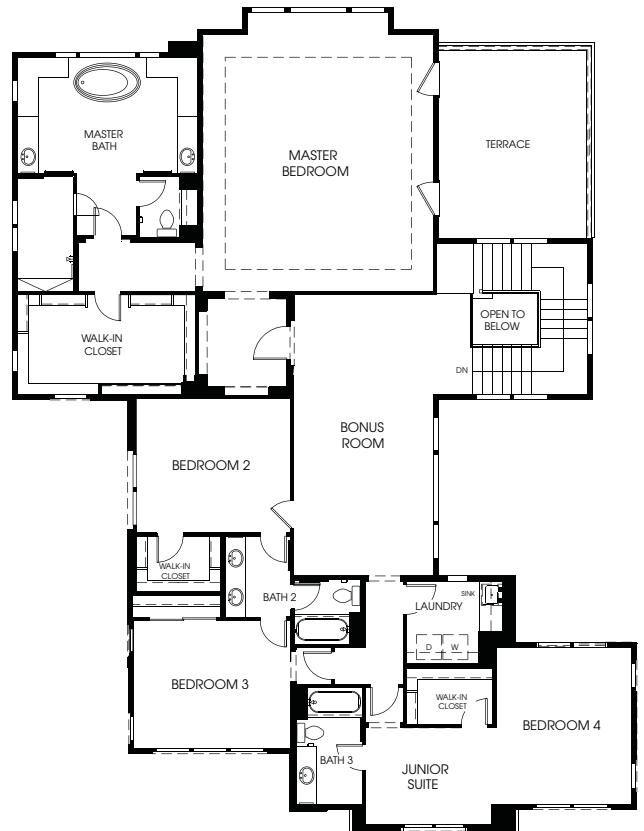 MASTER
BATH
MASTER
BEDROOM
TERRACE
WALK-IN
CLOSET
OPEN TO
BELOW
DN
BONUS
ROOM
BEDROOM 2
WALK-IN
CLOSET
BATH 2
SINK
LAUNDRY
D W
BEDROOM 3
WALK-IN
CLOSET
BEDROOM 4
BATH 3
JUNIOR
SUITE